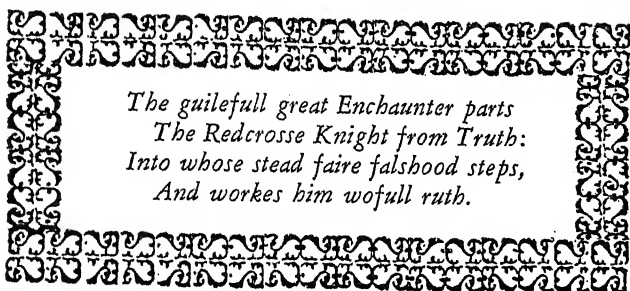 The guilefull great Enchaunter parts
The Redcrosse Knight from Truth:
Into whose stead faire falshood steps,
And workes him wofull ruth.